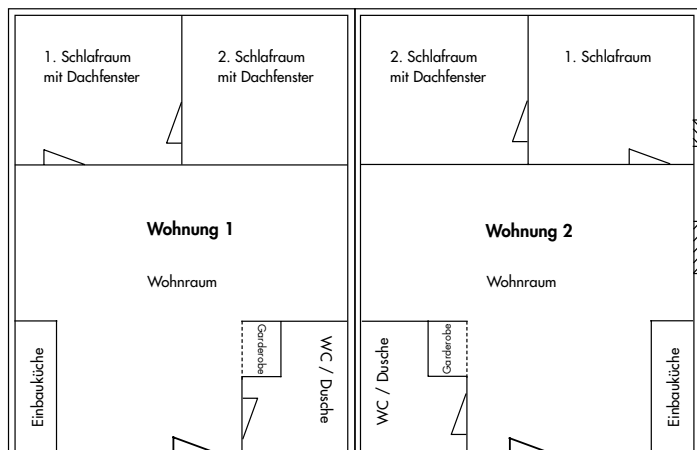 1. Schlafraum
mit Dachfenster
2. Schlafraum
mit Dachfenster
2. Schlafraum
mit Dachfenster
1. Schlafraum
Wohnung 1
Wohnraum
Wohnung 2
Wohnraum
Einbauküche
Garderobe
WC / Dusche
WC / Dusche
Garderobe
Einbauküche